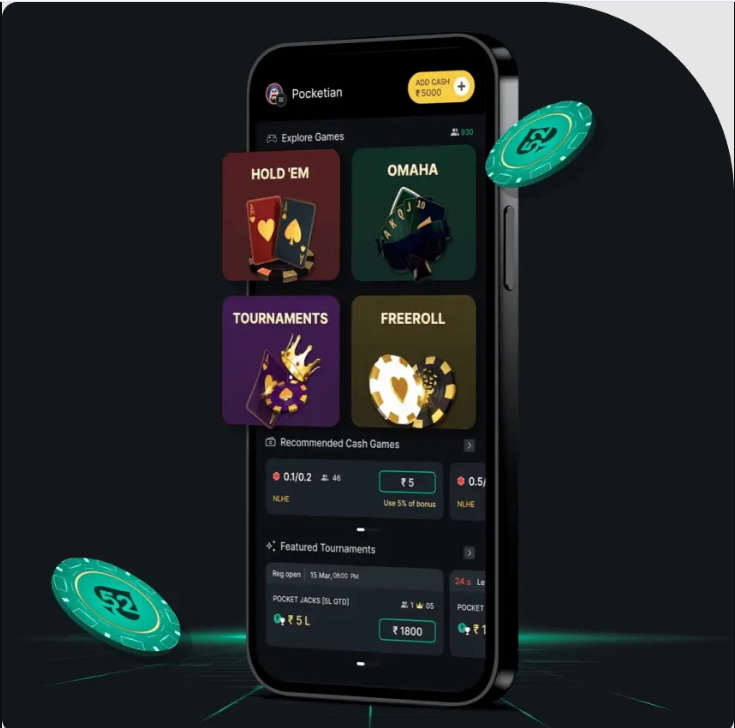 Pocketian
ADD CASH
₹5000
Explore Games
930
HOLD 'EM
OMAHA
TOURNAMENTS
FREEROLL
Recommended Cash Games
0.1/0.2 46 ₹ 5
NLHE Use 5% of bonus
0.5/
NLHE
Featured Tournaments
Reg open 15 Mar, 08:00 PM
POCKET JACKS [5L GTD] 1 05
₹ 5 L ₹ 1800
24 s Le
POCKET
₹ 1
52
52